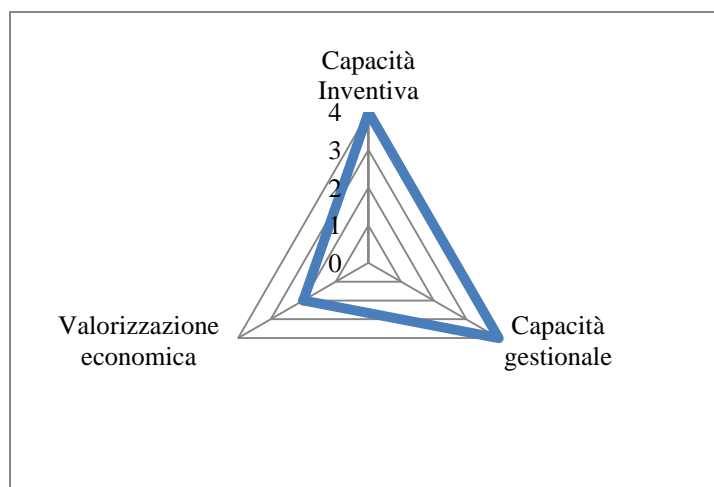 Capacità
Inventiva
4
3
2
1
0
Valorizzazione
economica
Capacità
gestionale